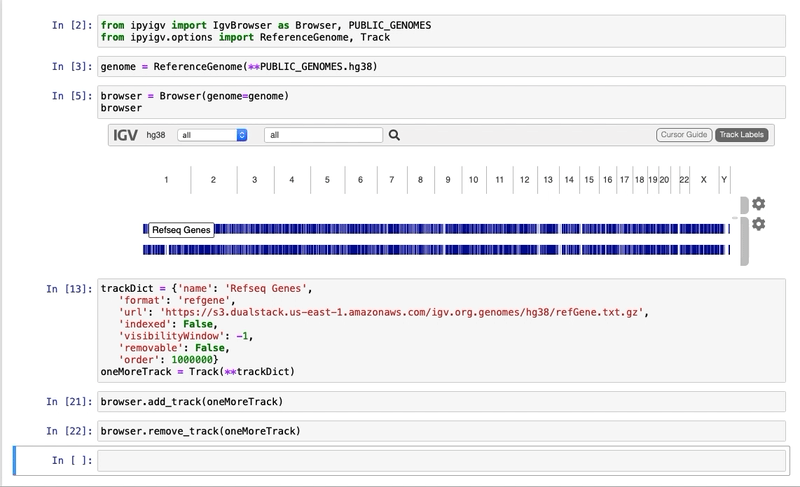 In [2]: from ipyigv import IgvBrowser as Browser, PUBLIC_GENOMES
from ipyigv.options import ReferenceGenome, Track
In [3]: genome = ReferenceGenome(**PUBLIC_GENOMES.hg38)
In [5]: browser = Browser(genome=genome)
browser
IGV hg38 all all Cursor Guide Track Labels
1 2 3 4 5 6 7 8 9 10 11 12 13 14 15 16 17 18 19 20 22 X Y
Refseq Genes
In [13]: trackDict = {'name': 'Refseq Genes',
'format': 'refgene',
'url': 'https://s3.dualstack.us-east-1.amazonaws.com/igv.org.genomes/hg38/refGene.txt.gz',
'indexed': False,
'visibilityWindow': -1,
'removable': False,
'order': 1000000}
oneMoreTrack = Track(**trackDict)
In [21]: browser.add_track(oneMoreTrack)
In [22]: browser.remove_track(oneMoreTrack)
In [ ]: